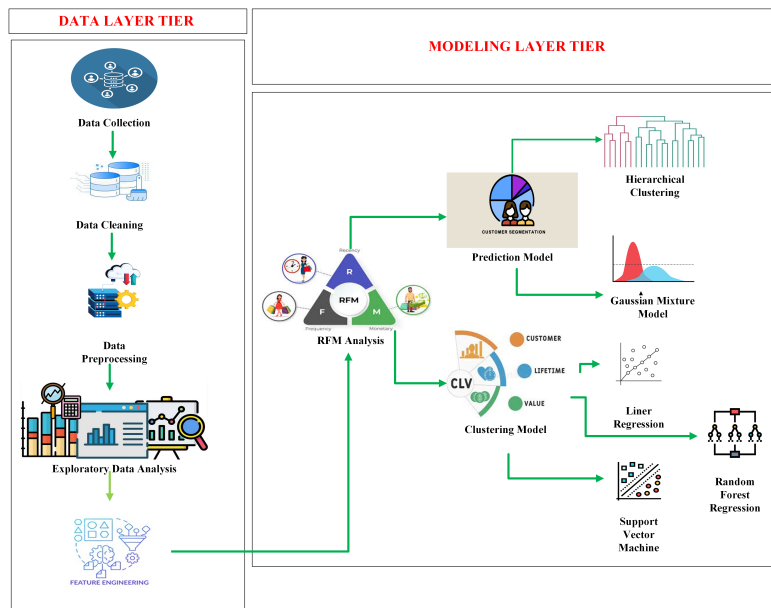 DATA LAYER TIER
Data Collection
Data Cleaning
Data
Preprocessing
Exploratory Data Analysis
FEATURE ENGINEERING
MODELING LAYER TIER
Recency
R
RFM
F
M
Frequency
Monetary
RFM Analysis
CUSTOMER SEGMENTATION
Prediction Model
Hierarchical
Clustering
Gaussian Mixture
Model
CUSTOMER
LIFETIME
CLV
VALUE
Clustering Model
Liner
Regression
Random
Forest
Regression
Support
Vector
Machine